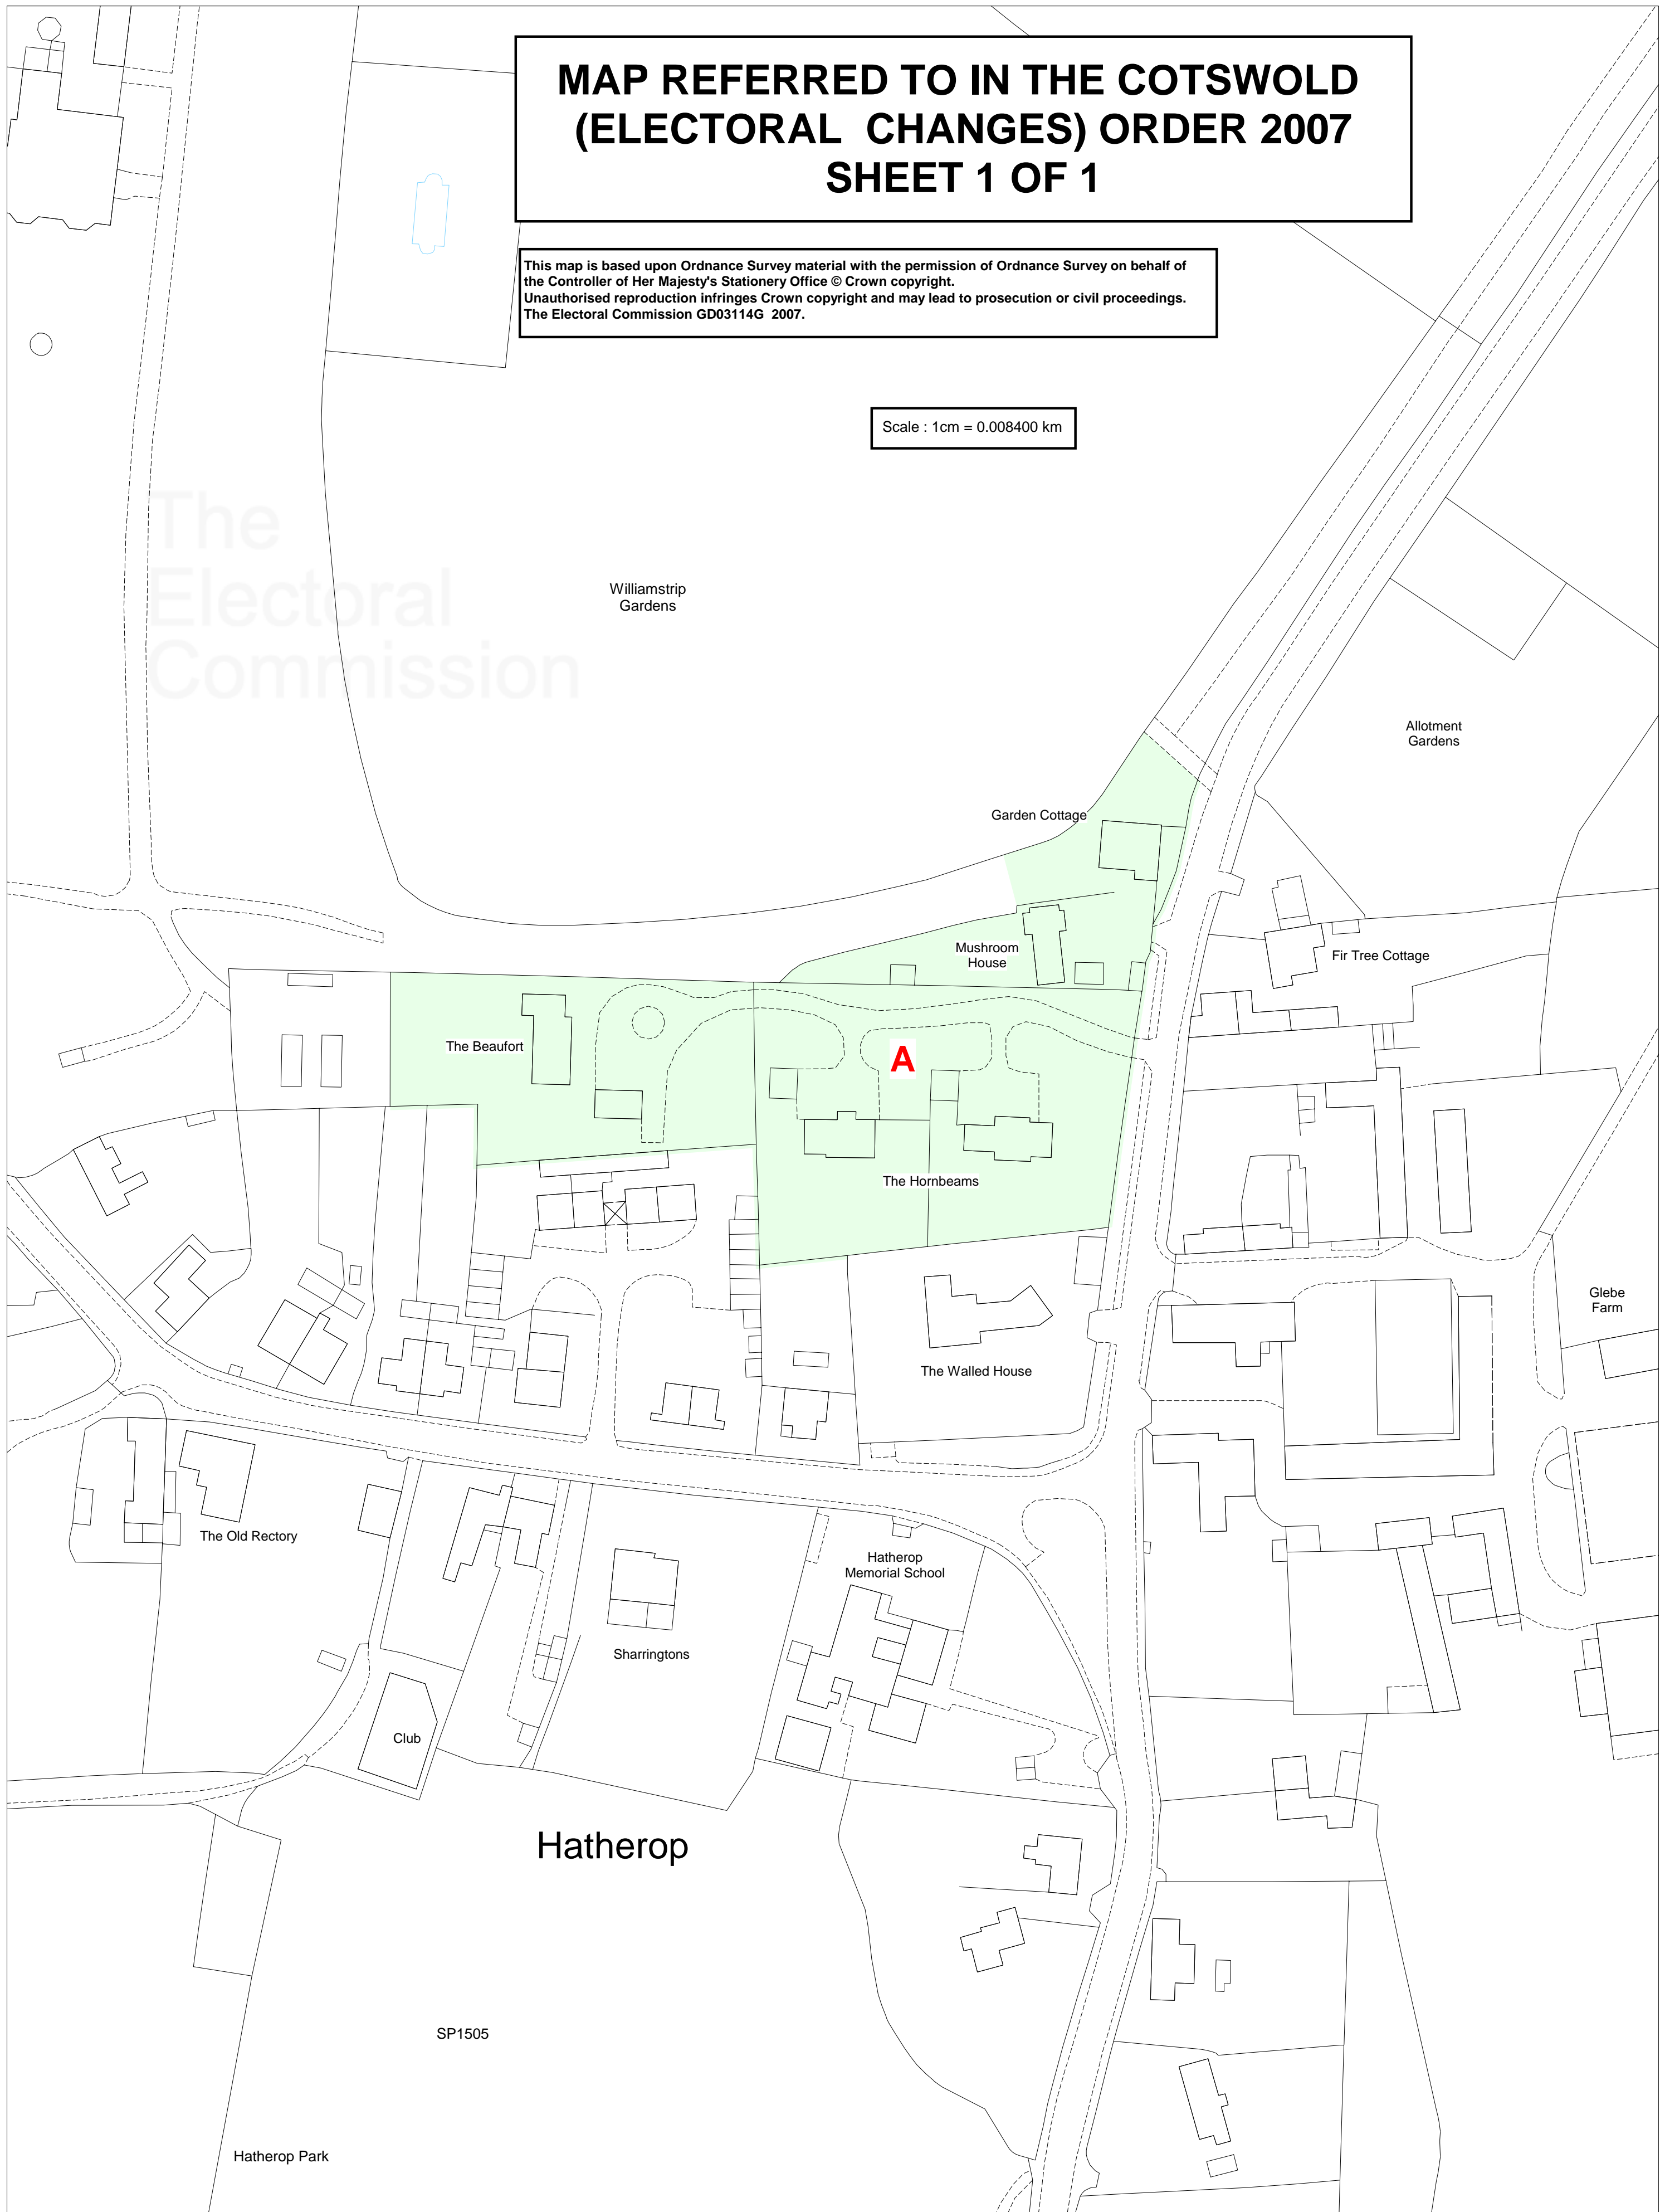 MAP REFERRED TO IN THE COTSWOLD
(ELECTORAL CHANGES) ORDER 2007
SHEET 1 OF 1
This map is based upon Ordnance Survey material with the permission of Ordnance Survey on behalf of
the Controller of Her Majesty's Stationery Office © Crown copyright.
Unauthorised reproduction infringes Crown copyright and may lead to prosecution or civil proceedings.
The Electoral Commission GD03114G 2007.
Scale : 1cm = 0.008400 km
The
Electoral
Commission
Williamstrip
Gardens
Allotment
Gardens
Garden Cottage
Mushroom
House
Fir Tree Cottage
The Beaufort
A
The Hornbeams
Glebe
Farm
The Walled House
The Old Rectory
Hatherop
Memorial School
Sharringtons
Club
Hatherop
SP1505
Hatherop Park